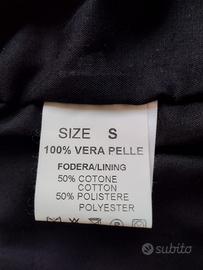 SIZE S
100% VERA PELLE
FODERA/LINING
50% COTONE
COTTON
50% POLISTERE
POLYESTER
subito